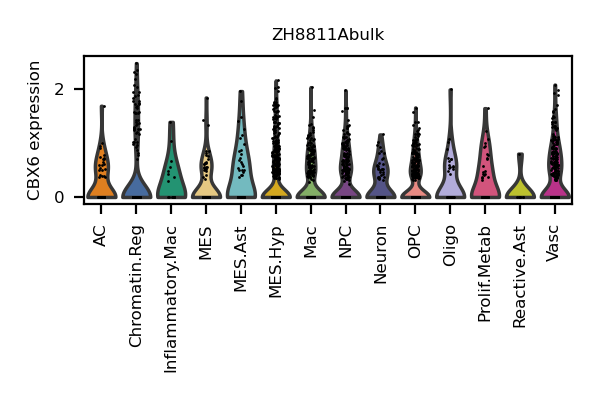 ZH8811Abulk
CBX6 expression
2
0
AC
Chromatin.Reg
Inflammatory.Mac
MES
MES.Ast
MES.Hyp
Mac
NPC
Neuron
OPC
Oligo
Prolif.Metab
Reactive.Ast
Vasc